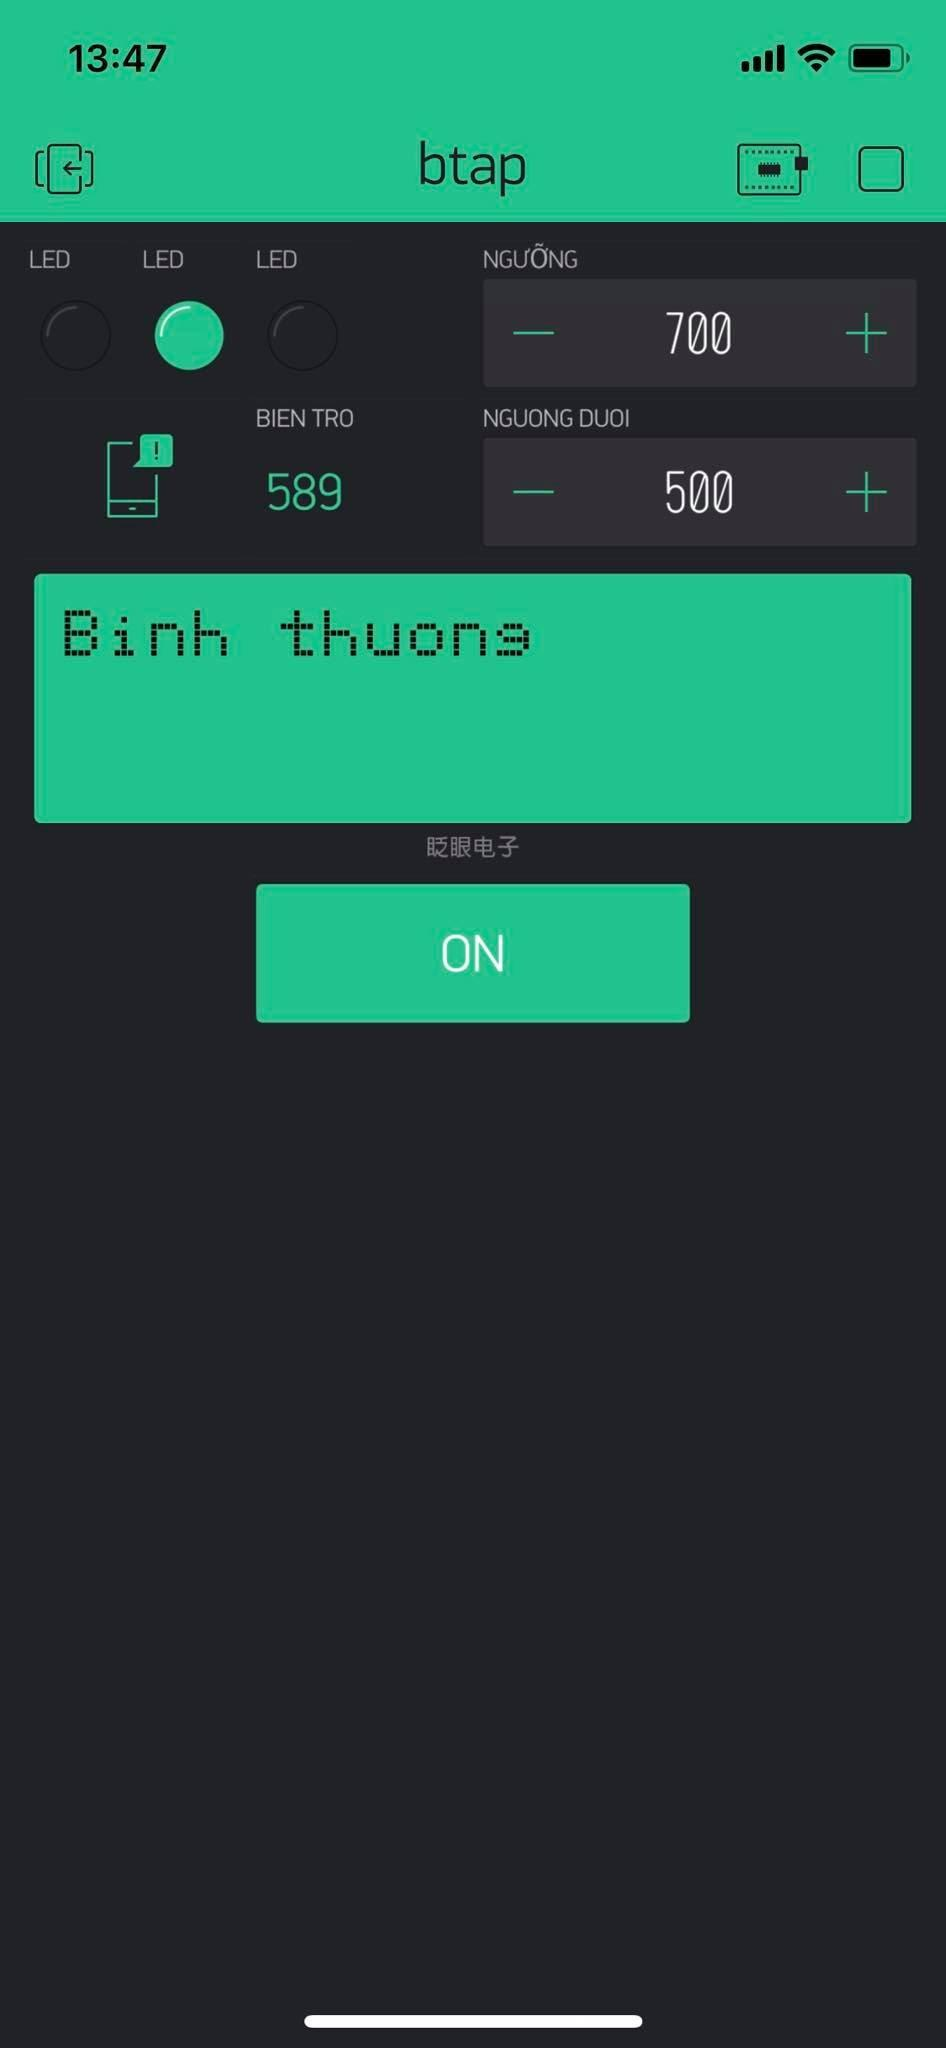 13:47
btap
LED LED LED NGƯỠNG
700
BIEN TRO NGUONG DUOI
589 500
Binh thuong
眨眼电子
ON